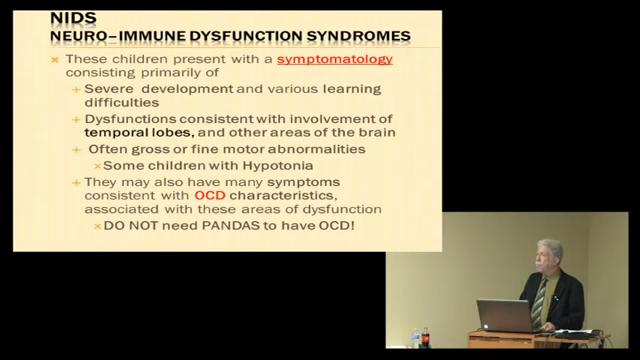 NIDS
NEURO–IMMUNE DYSFUNCTION SYNDROMES
These children present with a symptomatology
consisting primarily of
Severe development and various learning
difficulties
Dysfunctions consistent with involvement of
temporal lobes, and other areas of the brain
Often gross or fine motor abnormalities
Some children with Hypotonia
They may also have many symptoms
consistent with OCD characteristics,
associated with these areas of dysfunction
DO NOT need PANDAS to have OCD!